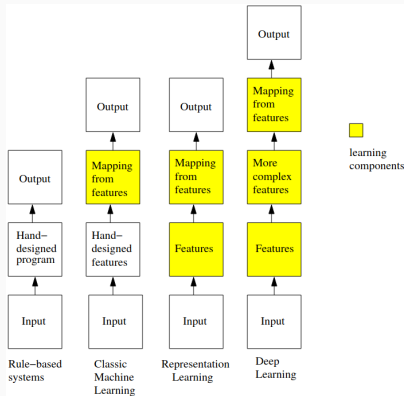 Output
Output
Output
Mapping
from
features
Output
Mapping
from
features
Mapping
from
features
More
complex
features
learning
components
Hand−
designed
program
Hand−
designed
features
Features
Features
Input
Input
Input
Input
Rule−based
systems
Classic
Machine
Learning
Representation
Learning
Deep
Learning